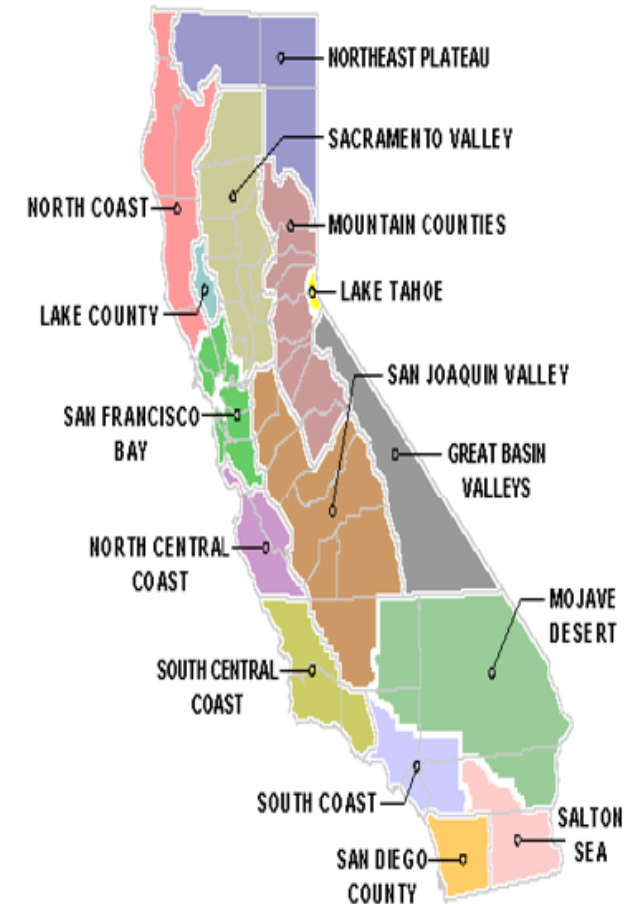 NORTHEAST PLATEAU
SACRAMENTO VALLEY
NORTH COAST
MOUNTAIN COUNTIES
LAKE TAHOE
LAKE COUNTY
SAN JOAQUIN VALLEY
SAN FRANCISCO
BAY
GREAT BASIN
VALLEYS
NORTH CENTRAL
COAST
MOJAVE
DESERT
SOUTH CENTRAL
COAST
SOUTH COAST
SALTON
SEA
SAN DIEGO
COUNTY